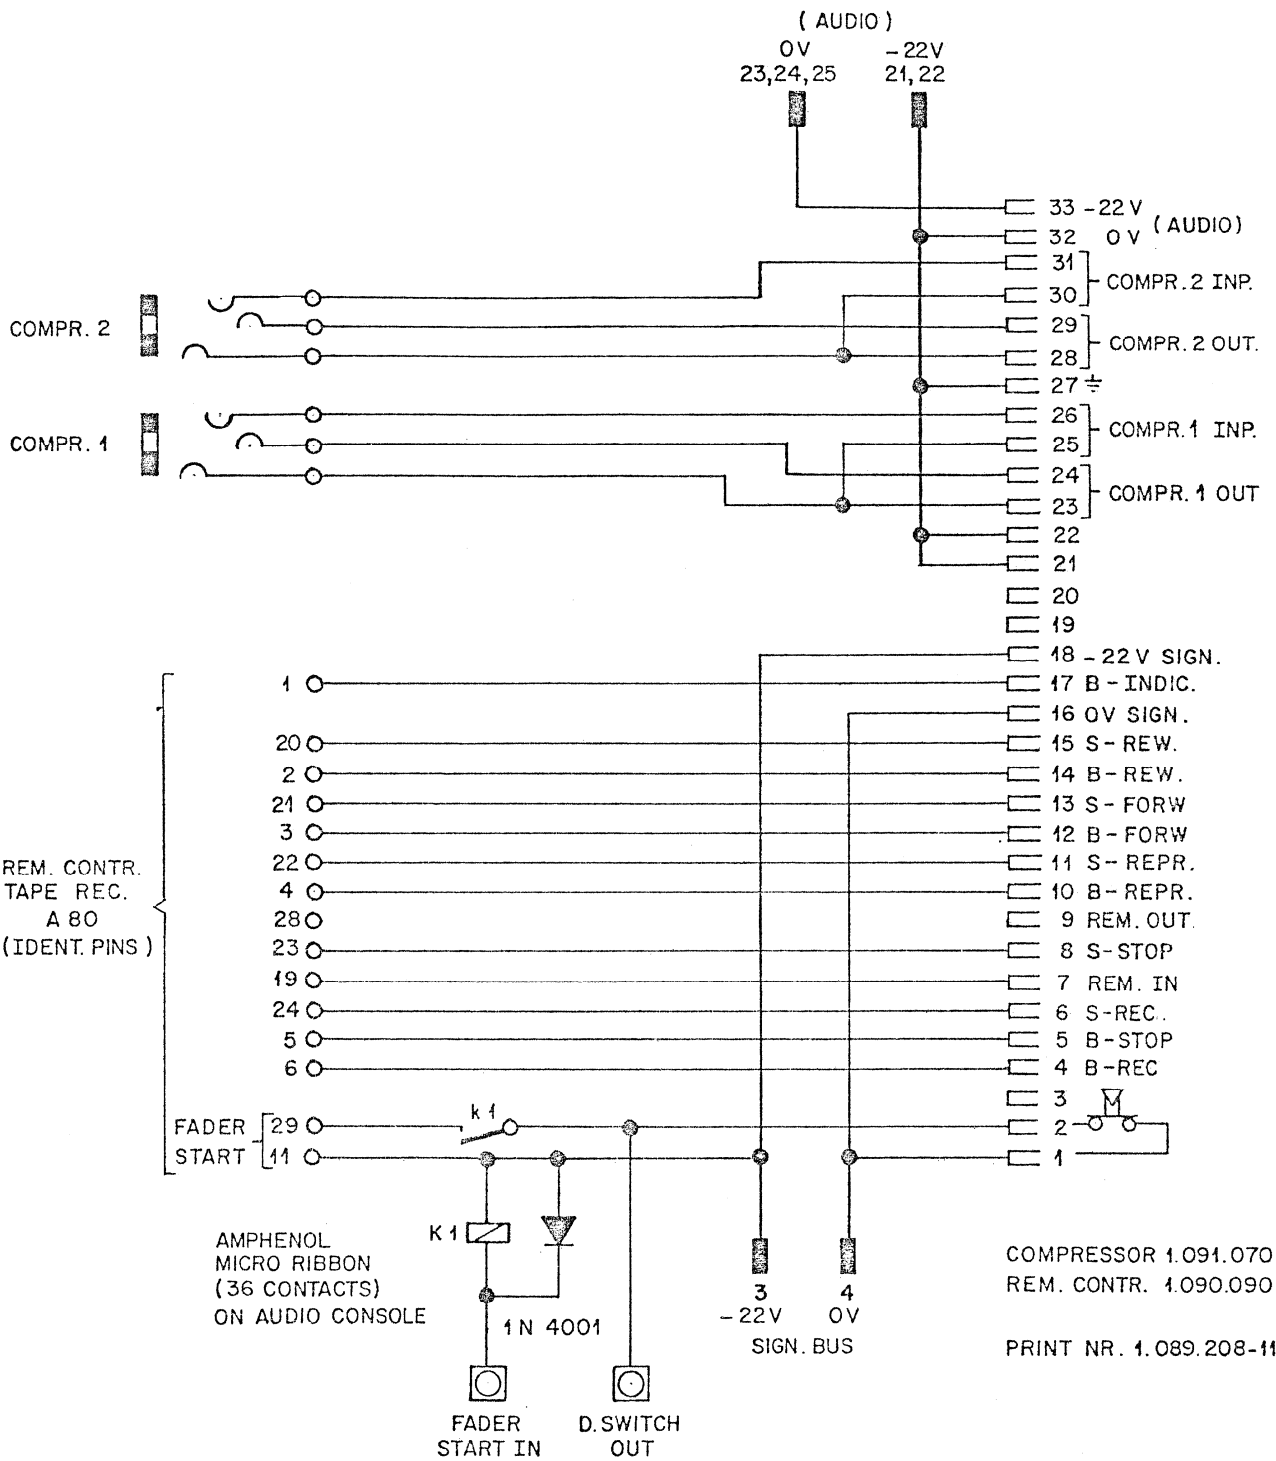 ( AUDIO )
0V
-22V
23,24,25
21,22
33 -22V
(AUDIO)
32 0V
31
30
COMPR.2 INP.
29
28
COMPR.2 OUT.
27
26
25
COMPR.1 INP.
24
23
COMPR.1 OUT
22
21
20
19
18 -22V SIGN.
17 B-INDIC.
16 0V SIGN.
15 S-REW.
14 B-REW.
13 S-FORW
12 B-FORW
11 S-REPR.
10 B-REPR.
9 REM.OUT.
8 S-STOP
7 REM. IN
6 S-REC.
5 B-STOP
4 B-REC
3
2
1
COMPR. 2
COMPR. 1
1
20
2
21
3
22
4
28
23
19
24
5
6
29
11
REM. CONTR.
TAPE REC.
A 80
(IDENT. PINS)
FADER
START
k1
K1
1N 4001
AMPHENOL
MICRO RIBBON
(36 CONTACTS)
ON AUDIO CONSOLE
3
-22V
4
0V
SIGN. BUS
FADER
START IN
D.SWITCH
OUT
COMPRESSOR 1.091.070
REM. CONTR. 1.090.090
PRINT NR. 1.089.208-11